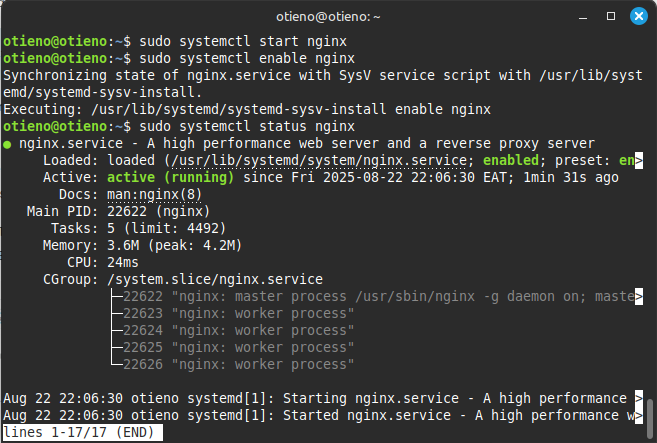 otieno@otieno: ~
otieno@otieno:~$ sudo systemctl start nginx
otieno@otieno:~$ sudo systemctl enable nginx
Synchronizing state of nginx.service with SysV service script with /usr/lib/syst
emd/systemd-sysv-install.
Executing: /usr/lib/systemd/systemd-sysv-install enable nginx
otieno@otieno:~$ sudo systemctl status nginx
● nginx.service - A high performance web server and a reverse proxy server
     Loaded: loaded (/usr/lib/systemd/system/nginx.service; enabled; preset: en>
     Active: active (running) since Fri 2025-08-22 22:06:30 EAT; 1min 31s ago
       Docs: man:nginx(8)
   Main PID: 22622 (nginx)
      Tasks: 5 (limit: 4492)
     Memory: 3.6M (peak: 4.2M)
        CPU: 24ms
     CGroup: /system.slice/nginx.service
             ├─22622 "nginx: master process /usr/sbin/nginx -g daemon on; maste>
             ├─22623 "nginx: worker process"
             ├─22624 "nginx: worker process"
             ├─22625 "nginx: worker process"
             └─22626 "nginx: worker process"
Aug 22 22:06:30 otieno systemd[1]: Starting nginx.service - A high performance >
Aug 22 22:06:30 otieno systemd[1]: Started nginx.service - A high performance w>
lines 1-17/17 (END)